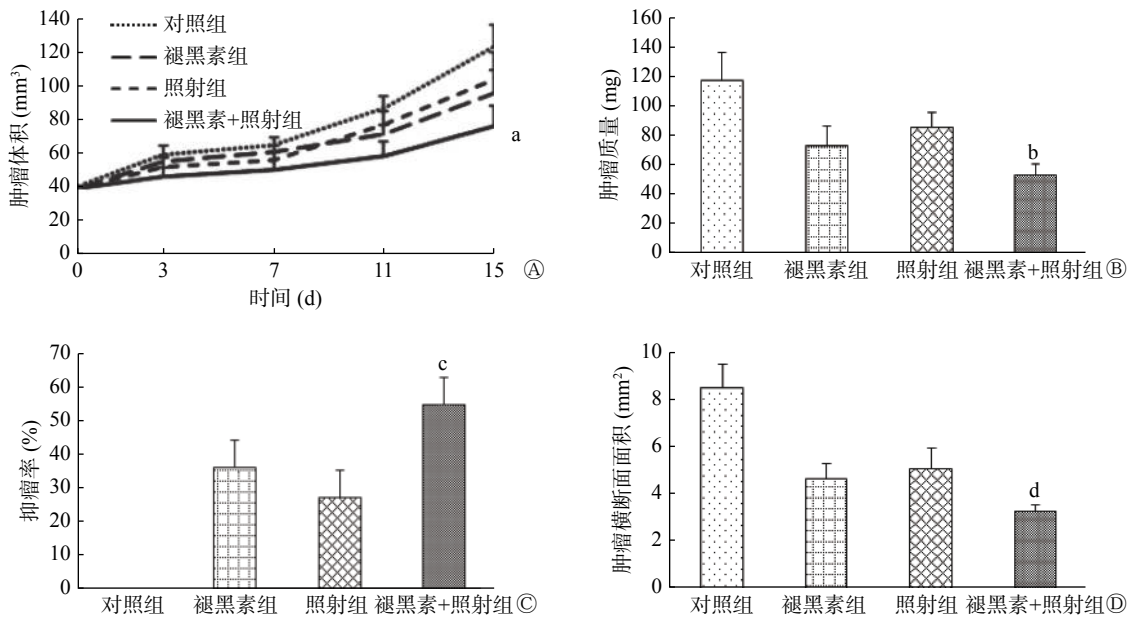 140
120
100
80
60
40
20
0
肿瘤体积 (mm³)
对照组
褪黑素组
照射组
褪黑素+照射组
a
0 3 7 11 15 Ⓐ
时间 (d)
160
140
120
100
80
60
40
20
0
肿瘤质量 (mg)
b
对照组 褪黑素组 照射组 褪黑素+照射组Ⓑ
70
60
50
40
30
20
10
0
抑瘤率 (%)
c
对照组 褪黑素组 照射组 褪黑素+照射组Ⓒ
10
8
6
4
2
0
肿瘤横断面面积 (mm²)
d
对照组 褪黑素组 照射组 褪黑素+照射组Ⓓ